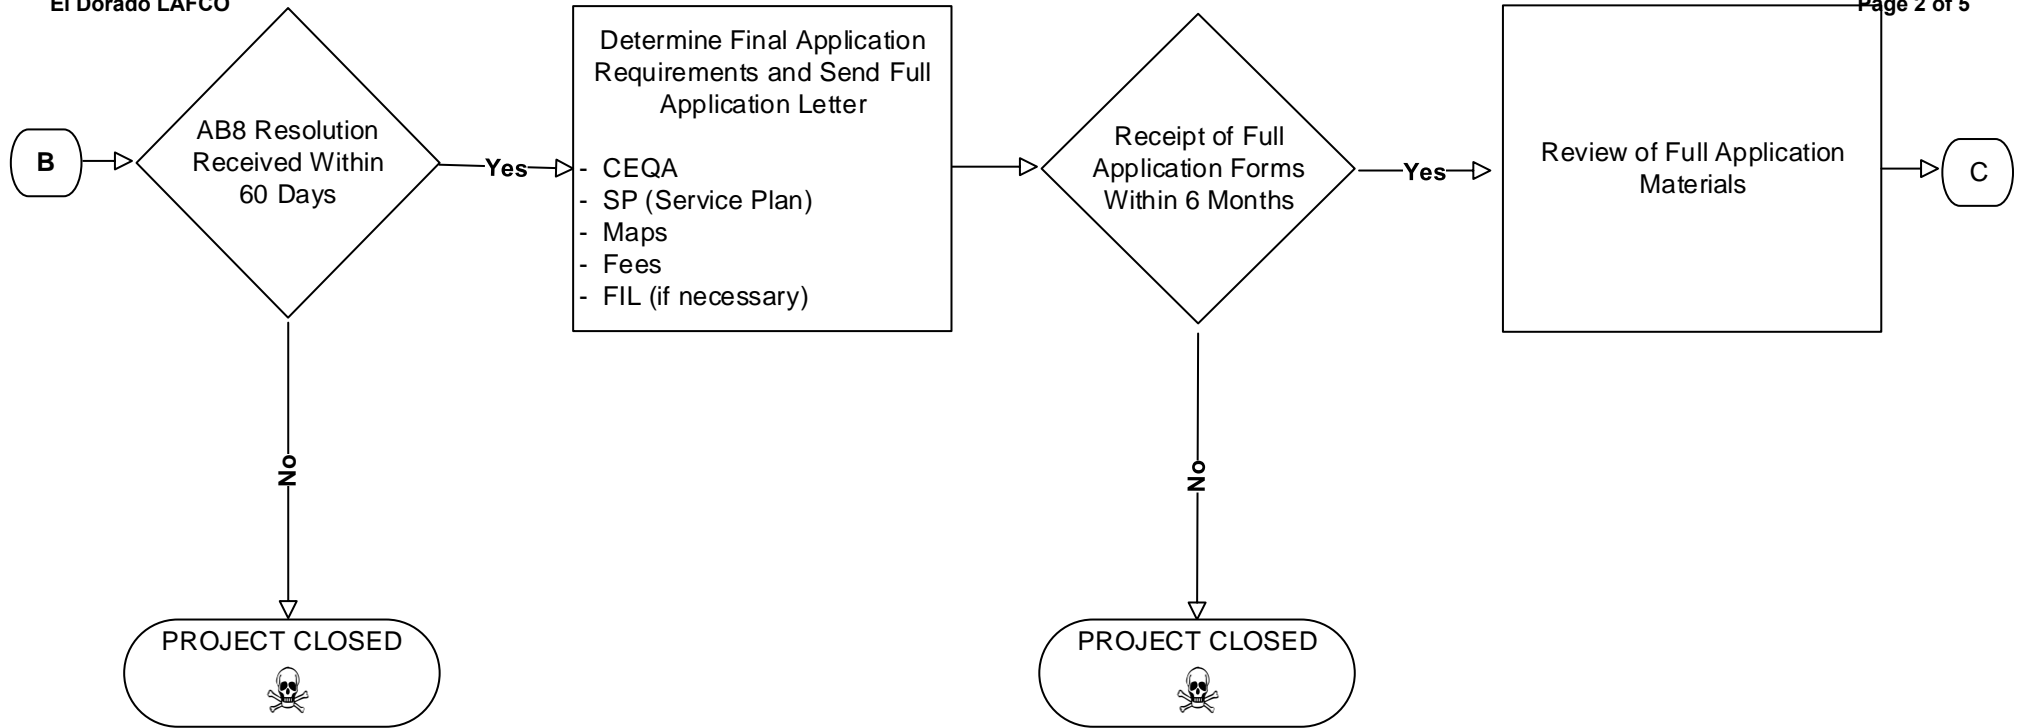 El Dorado LAFCO
Page 2 of 5
B
AB8 Resolution
Received Within
60 Days
Yes
Determine Final Application
Requirements and Send Full
Application Letter
- CEQA
- SP (Service Plan)
- Maps
- Fees
- FIL (if necessary)
Receipt of Full
Application Forms
Within 6 Months
Yes
Review of Full Application
Materials
C
No
No
PROJECT CLOSED
PROJECT CLOSED